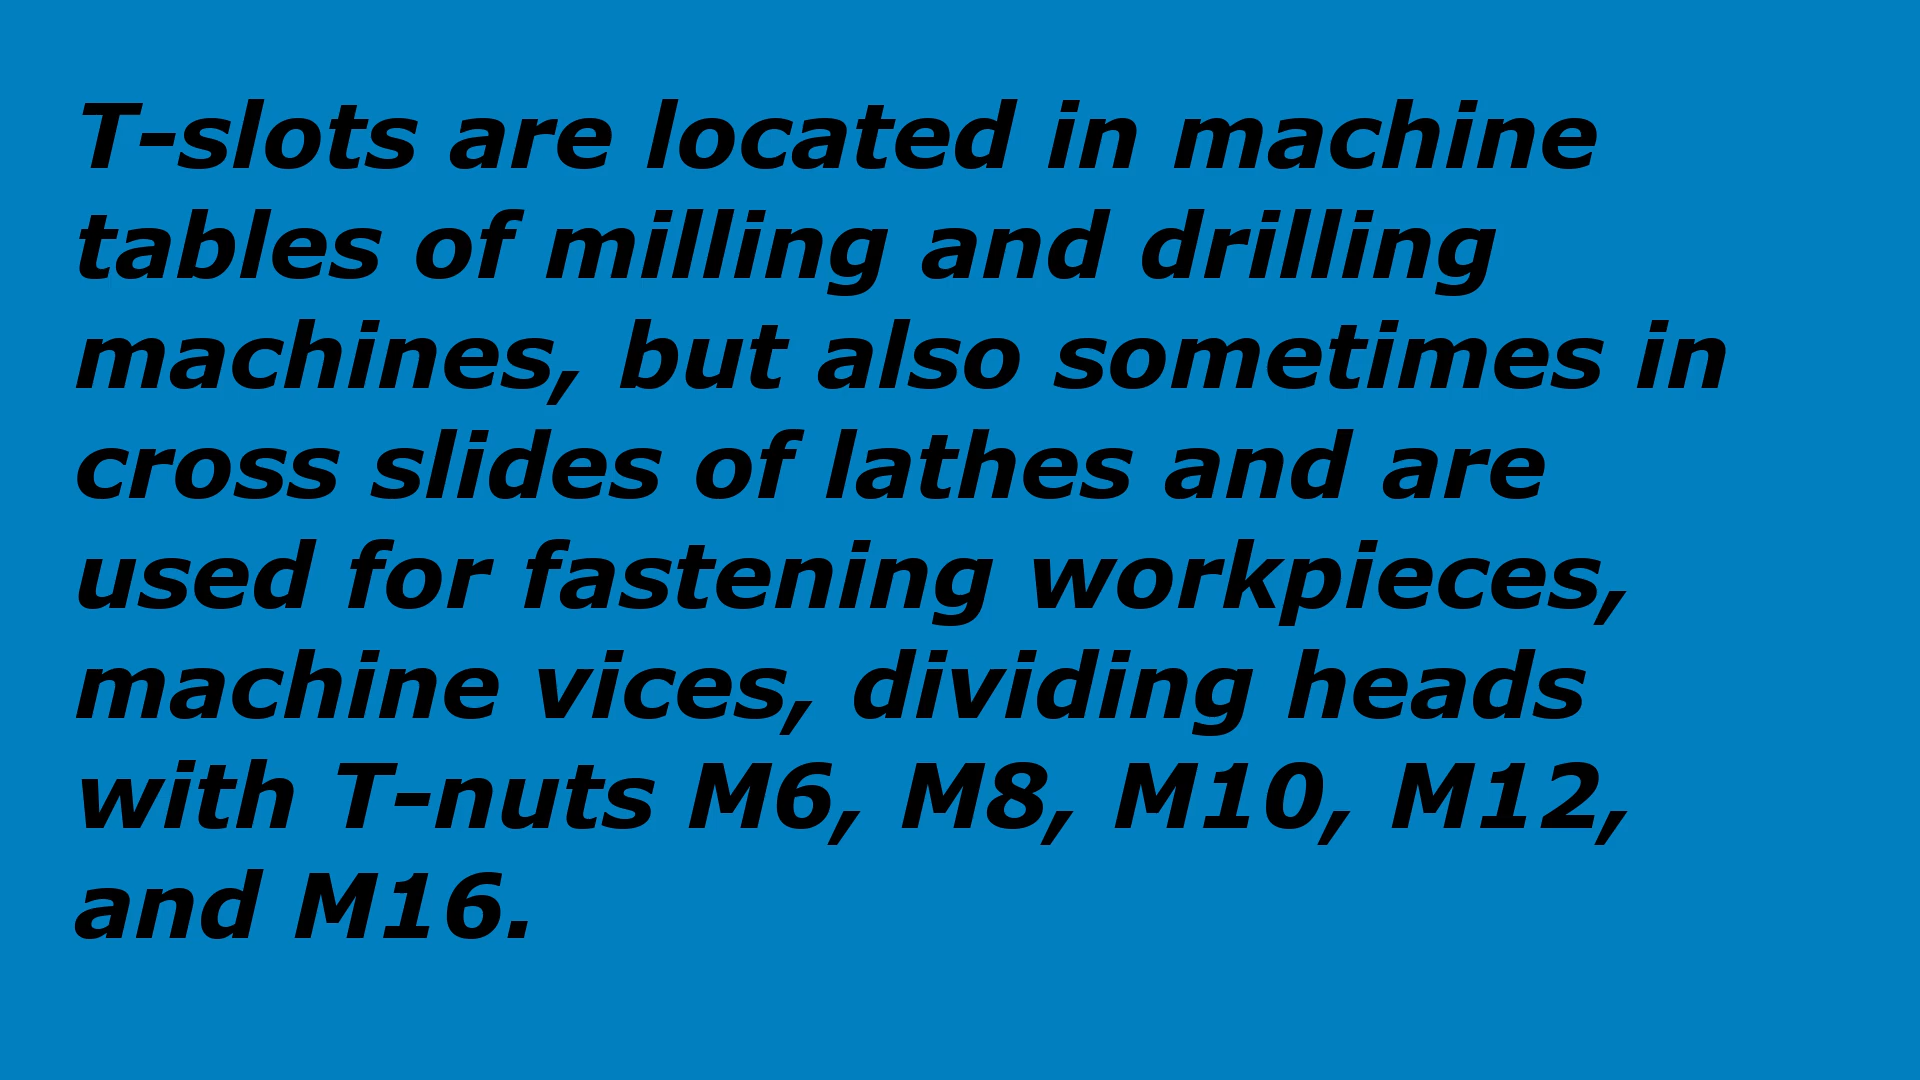 T-slots are located in machine
tables of milling and drilling
machines, but also sometimes in
cross slides of lathes and are
used for fastening workpieces,
machine vices, dividing heads
with T-nuts M6, M8, M10, M12,
and M16.